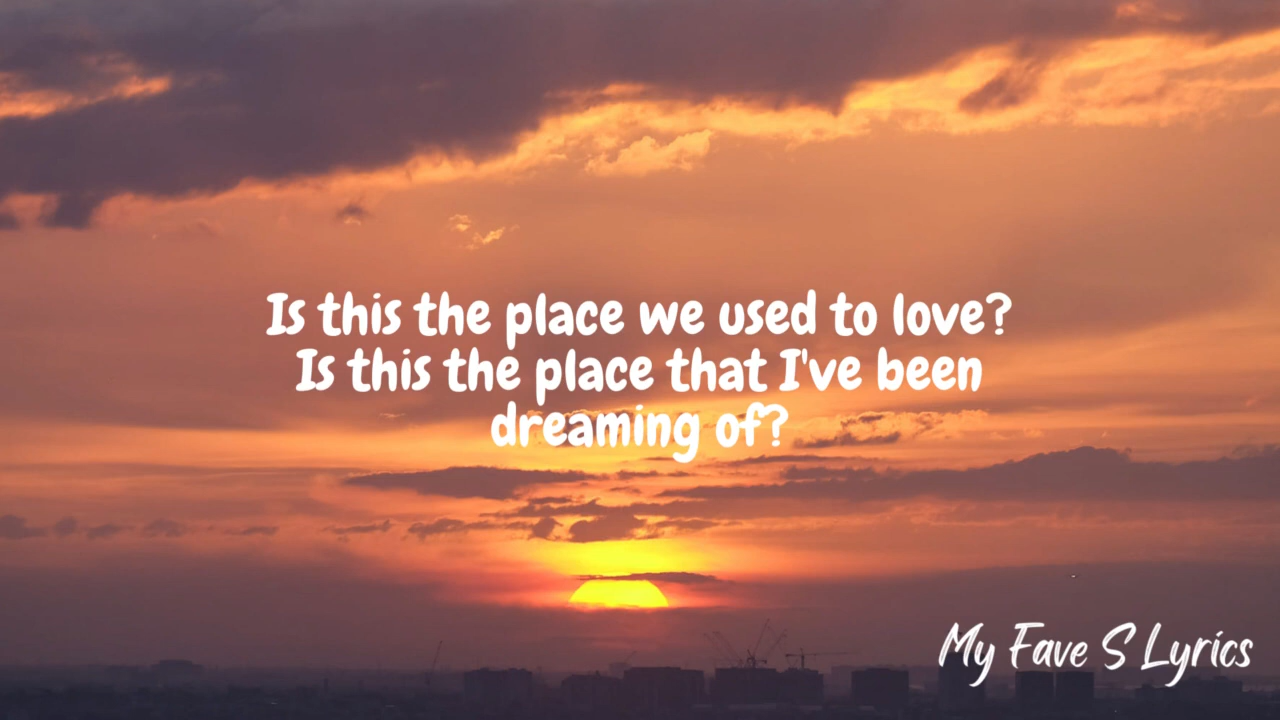 Is this the place we used to love?
Is this the place that I've been
dreaming of?
My Fave S Lyrics